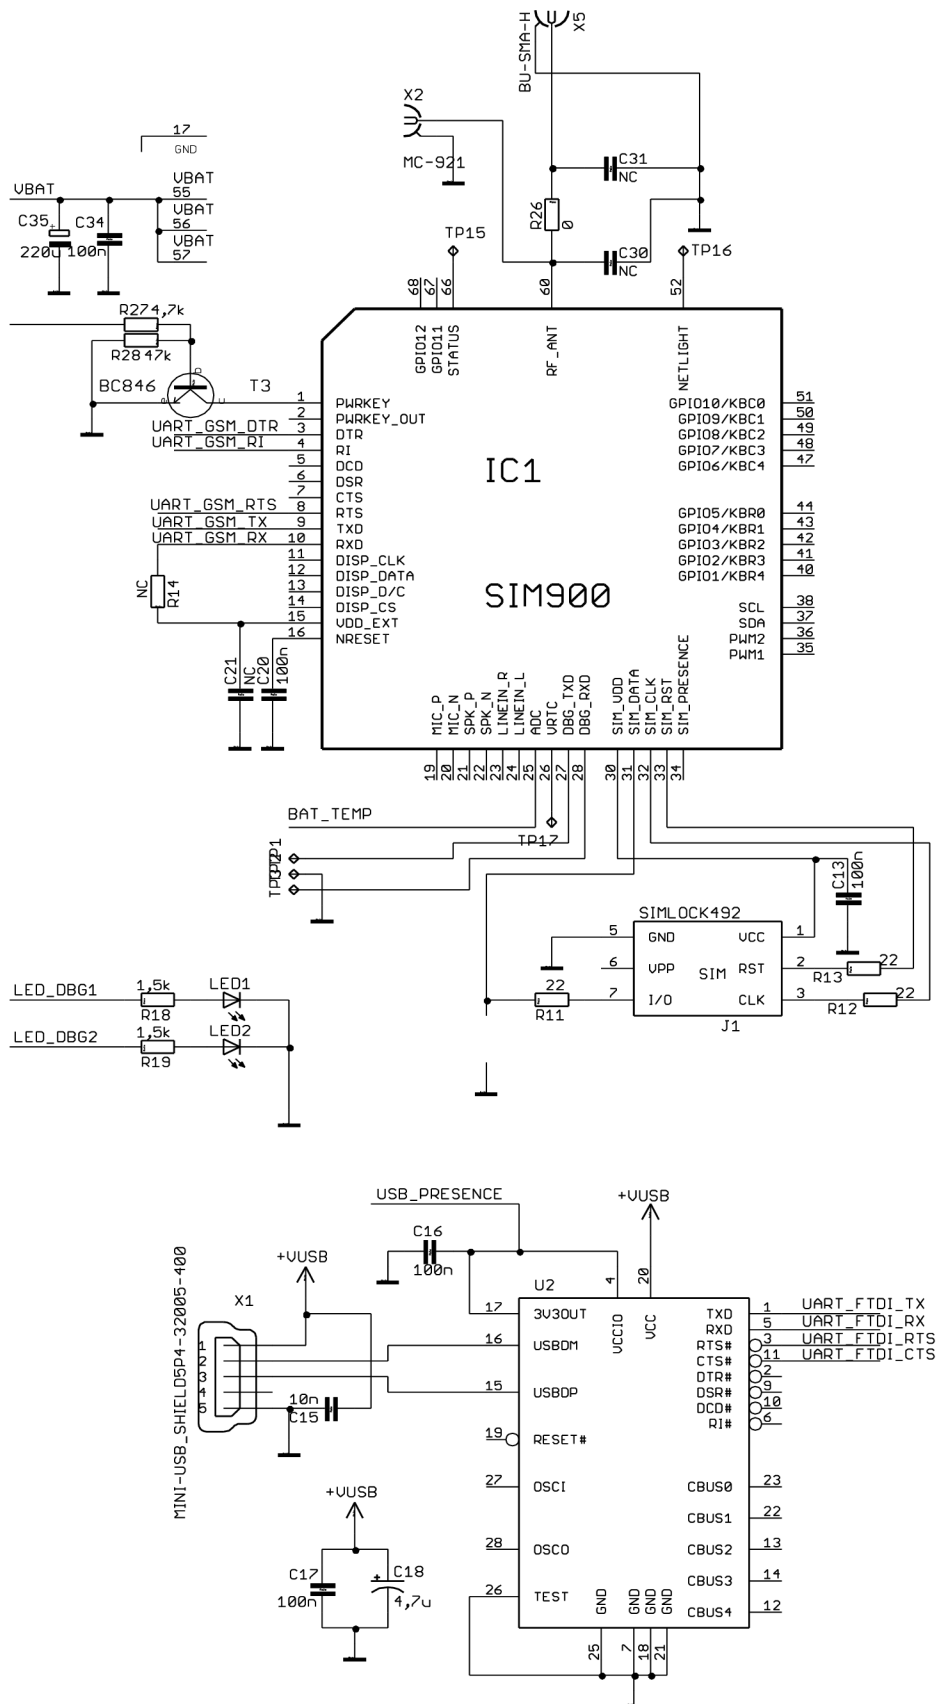 BU-SMA-H
X5
X2
MC-921
C31
NC
R26
0
C30
NC
17
GND
VBAT
VBAT
55
VBAT
56
VBAT
57
C35
+
220u
C34
100n
TP15
TP16
68
67
66
60
52
GPIO12
GPIO11
STATUS
RF_ANT
NETLIGHT
R27 4,7k
R28 47k
BC846
T3
1 PWRKEY
2 PWRKEY_OUT
UART_GSM_DTR 3 DTR
UART_GSM_RI 4 RI
5 DCD
6 DSR
7 CTS
UART_GSM_RTS 8 RTS
UART_GSM_TX 9 TXD
UART_GSM_RX 10 RXD
11 DISP_CLK
12 DISP_DATA
13 DISP_D/C
14 DISP_CS
15 VDD_EXT
16 NRESET
IC1
SIM900
GPIO10/KBC0 51
GPIO9/KBC1 50
GPIO8/KBC2 49
GPIO7/KBC3 48
GPIO6/KBC4 47
GPIO5/KBR0 44
GPIO4/KBR1 43
GPIO3/KBR2 42
GPIO2/KBR3 41
GPIO1/KBR4 40
SCL 38
SDA 37
PWM2 36
PWM1 35
NC
R14
C21
NC
C20
100n
MIC_P
MIC_N
SPK_P
SPK_N
LINEIN_R
LINEIN_L
ADC
VRTC
DBG_TXD
DBG_RXD
SIM_VDD
SIM_DATA
SIM_CLK
SIM_RST
SIM_PRESENCE
19
20
21
22
23
24
25
26
27
28
30
31
32
33
34
BAT_TEMP
TP17
C13
100n
SIMLOCK492
5 GND
VCC 1
6 VPP
SIM
RST 2
R13
22
22
R11
7 I/O
CLK 3
R12
22
J1
LED_DBG1
1,5k
R18
LED1
LED_DBG2
1,5k
R19
LED2
USB_PRESENCE
+VUSB
C16
100n
+VUSB
U2
4
20
MINI-USB_SHIELD5P4-32005-400
X1
1
2
3
4
5
10n
C15
17 3V3OUT
16 USBDM
15 USBDP
19 RESET#
27 OSCI
28 OSCO
26 TEST
VCCIO
VCC
TXD 1 UART_FTDI_TX
RXD 5 UART_FTDI_RX
RTS# 3 UART_FTDI_RTS
CTS# 11 UART_FTDI_CTS
DTR# 2
DSR# 9
DCD# 10
RI# 6
CBUS0 23
CBUS1 22
CBUS2 13
CBUS3 14
CBUS4 12
GND
GND
GND
GND
25
7
18
21
+VUSB
C17
100n
+
C18
4,7u